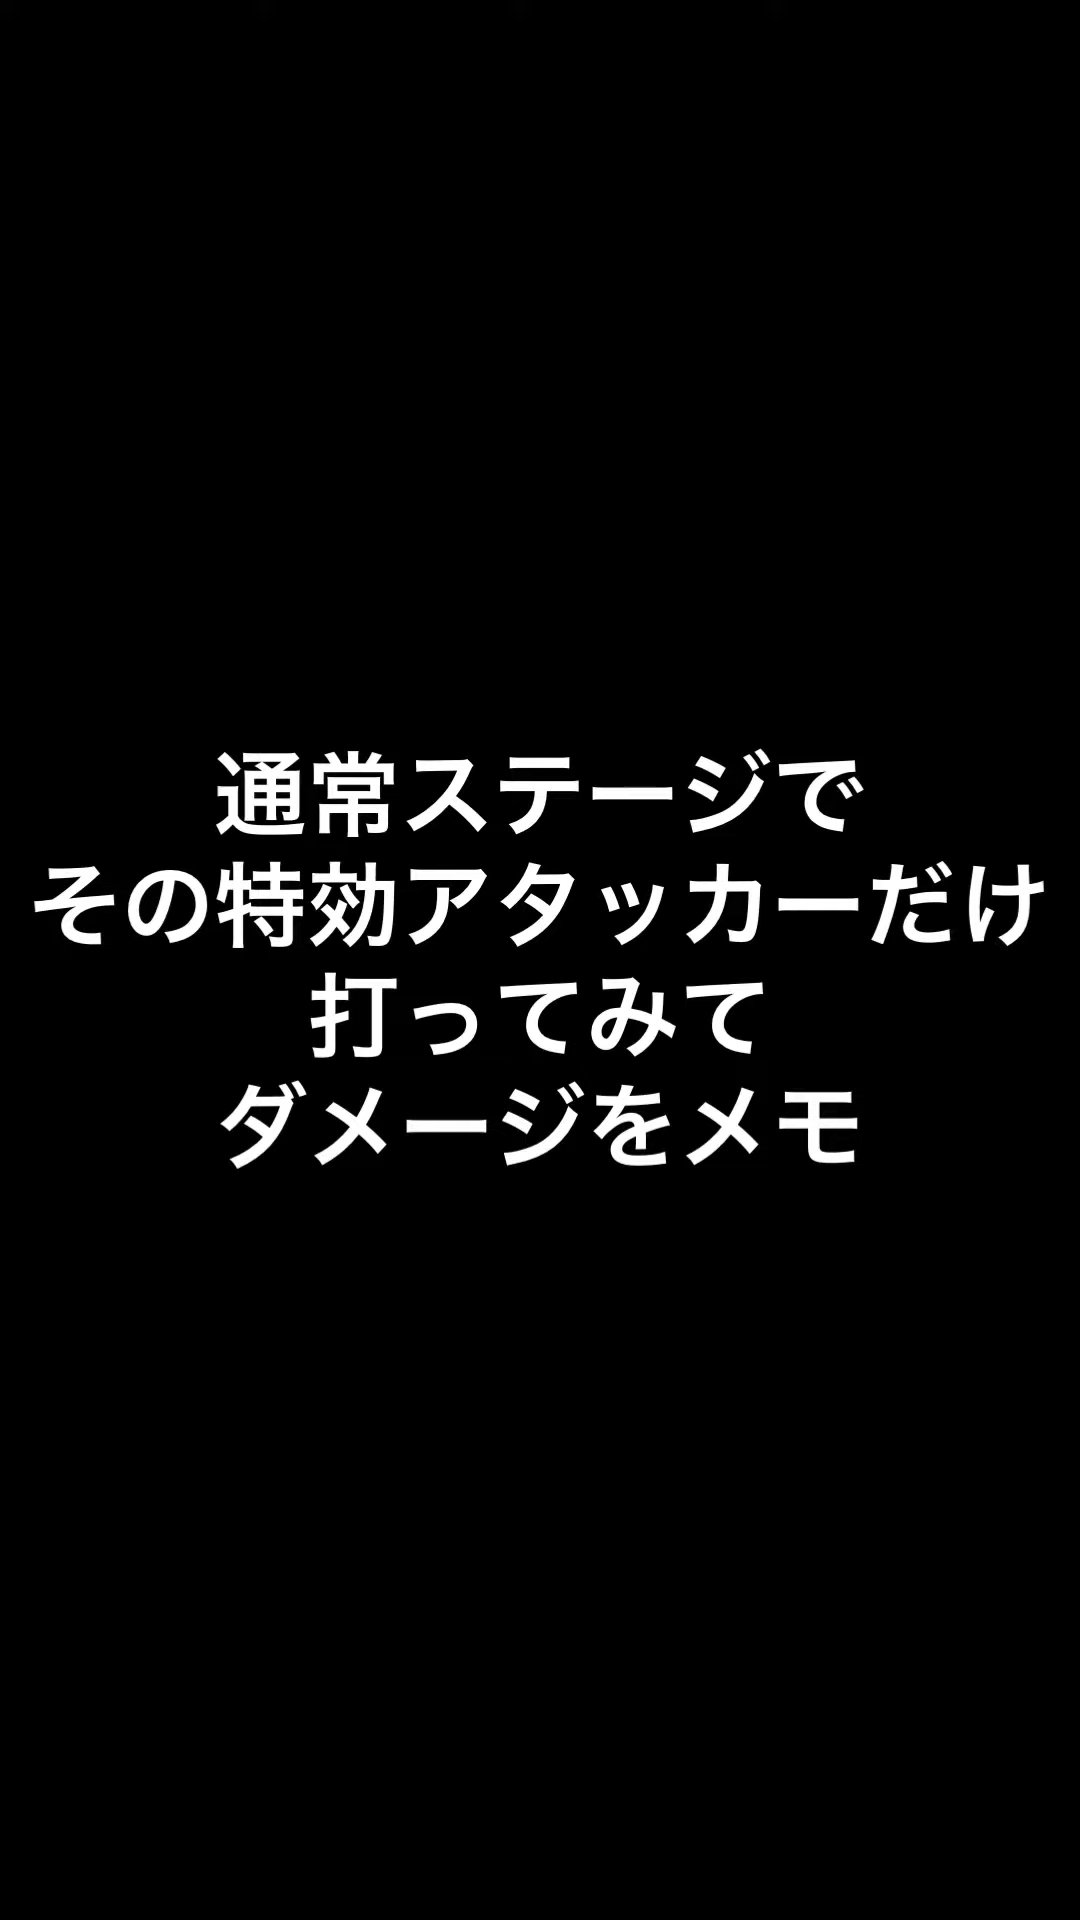 通常ステージで
その特効アタッカーだけ
打ってみて
ダメージをメモ